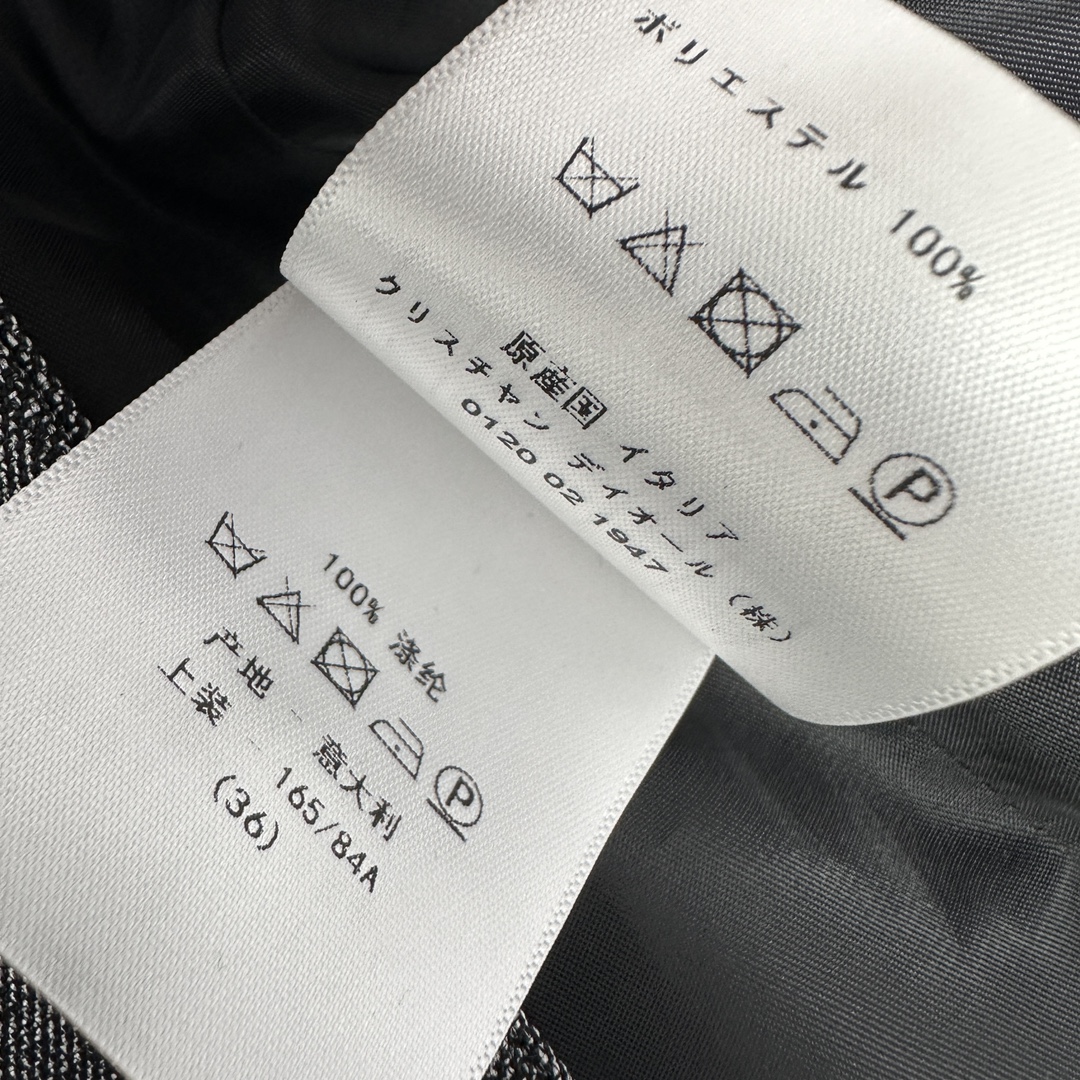 ポリエステル 100%
P
原産国 イタリア
クリスチャン デイオール (株)
0120 02 1947
100% 涤纶
P
产地 意大利
上装 165/84A
(36)